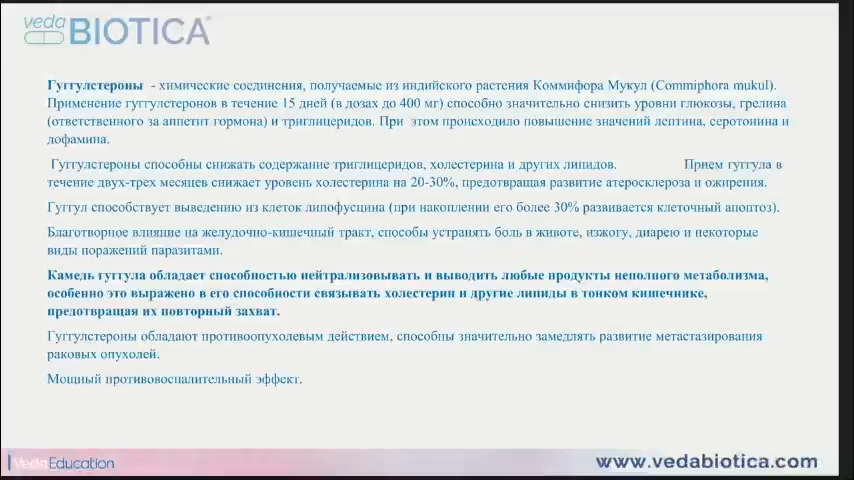 veda
BIOTICA
Гуггулстероны - химические соединения, получаемые из индийского растения Коммифора Мукул (Commiphora mukul).
Применение гуггулстеронов в течение 15 дней (в дозах до 400 мг) способно значительно снизить уровни глюкозы, грелина
(ответственного за аппетит гормона) и триглицеридов. При этом происходило повышение значений лептина, серотонина и
дофамина.
Гуггулстероны способны снижать содержание триглицеридов, холестерина и других липидов. Прием гуггула в
течение двух-трех месяцев снижает уровень холестерина на 20-30%, предотвращая развитие атеросклероза и ожирения.
Гуггул способствует выведению из клеток липофусцина (при накоплении его более 30% развивается клеточный апоптоз).
Благотворное влияние на желудочно-кишечный тракт, способы устранять боль в животе, изжогу, диарею и некоторые
виды поражений паразитами.
Камедь гуггула обладает способностью нейтрализовывать и выводить любые продукты неполного метаболизма,
особенно это выражено в его способности связывать холестерин и другие липиды в тонком кишечнике,
предотвращая их повторный захват.
Гуггулстероны обладают противоопухолевым действием, способны значительно замедлять развитие метастазирования
раковых опухолей.
Мощный противовоспалительный эффект.
VedaEducation
www.vedabiotica.com